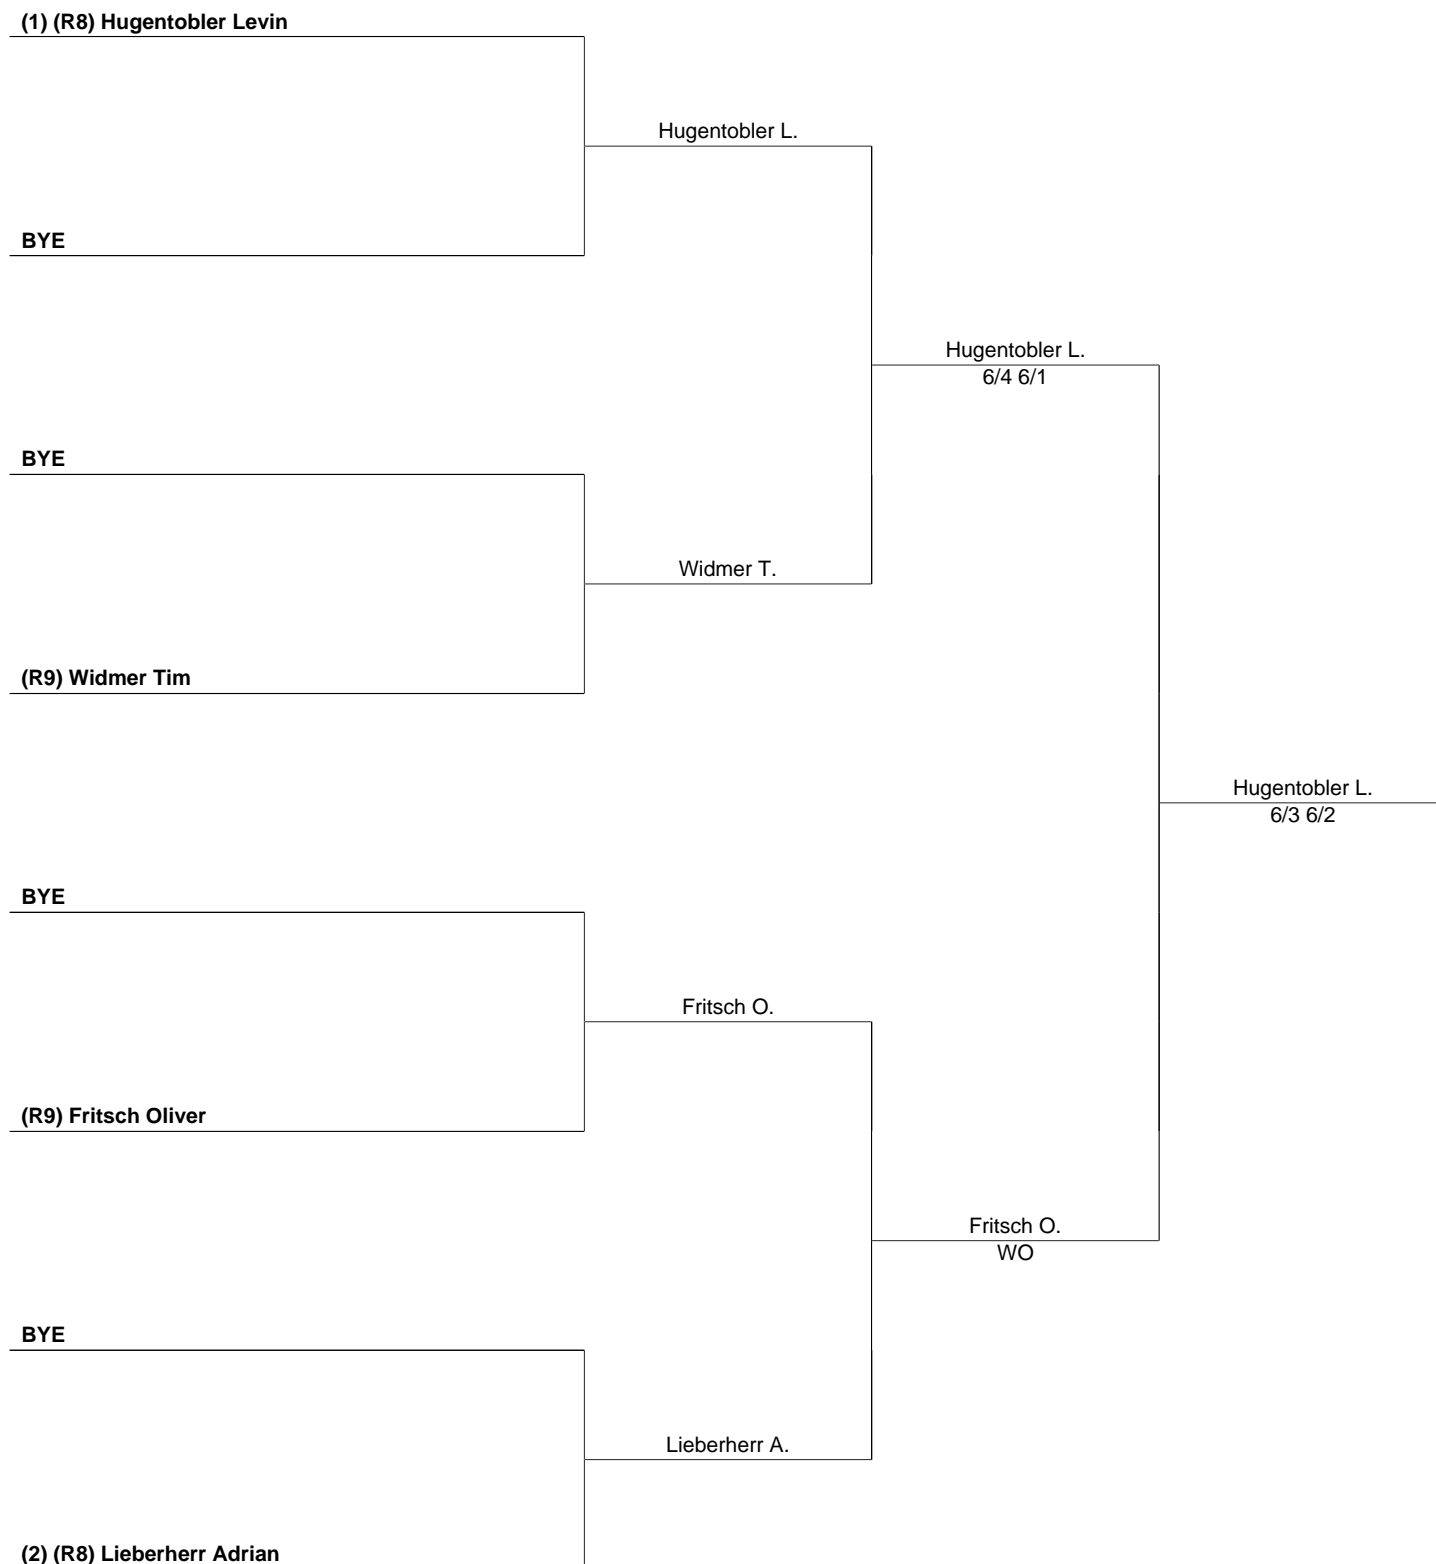 (1) (R8) Hugentobler Levin
Hugentobler L.
BYE
Hugentobler L.
6/4 6/1
BYE
Widmer T.
(R9) Widmer Tim
Hugentobler L.
6/3 6/2
BYE
Fritsch O.
(R9) Fritsch Oliver
Fritsch O.
WO
BYE
Lieberherr A.
(2) (R8) Lieberherr Adrian